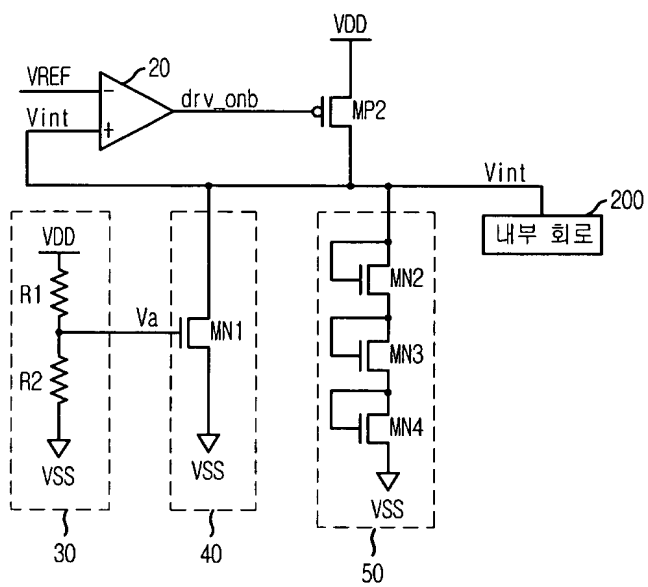 VDD
20
VREF
-
drv_onb
MP2
Vint
+
Vint
200
내부 회로
VDD
R1
Va
MN1
MN2
R2
MN3
MN4
VSS
VSS
VSS
30
40
50